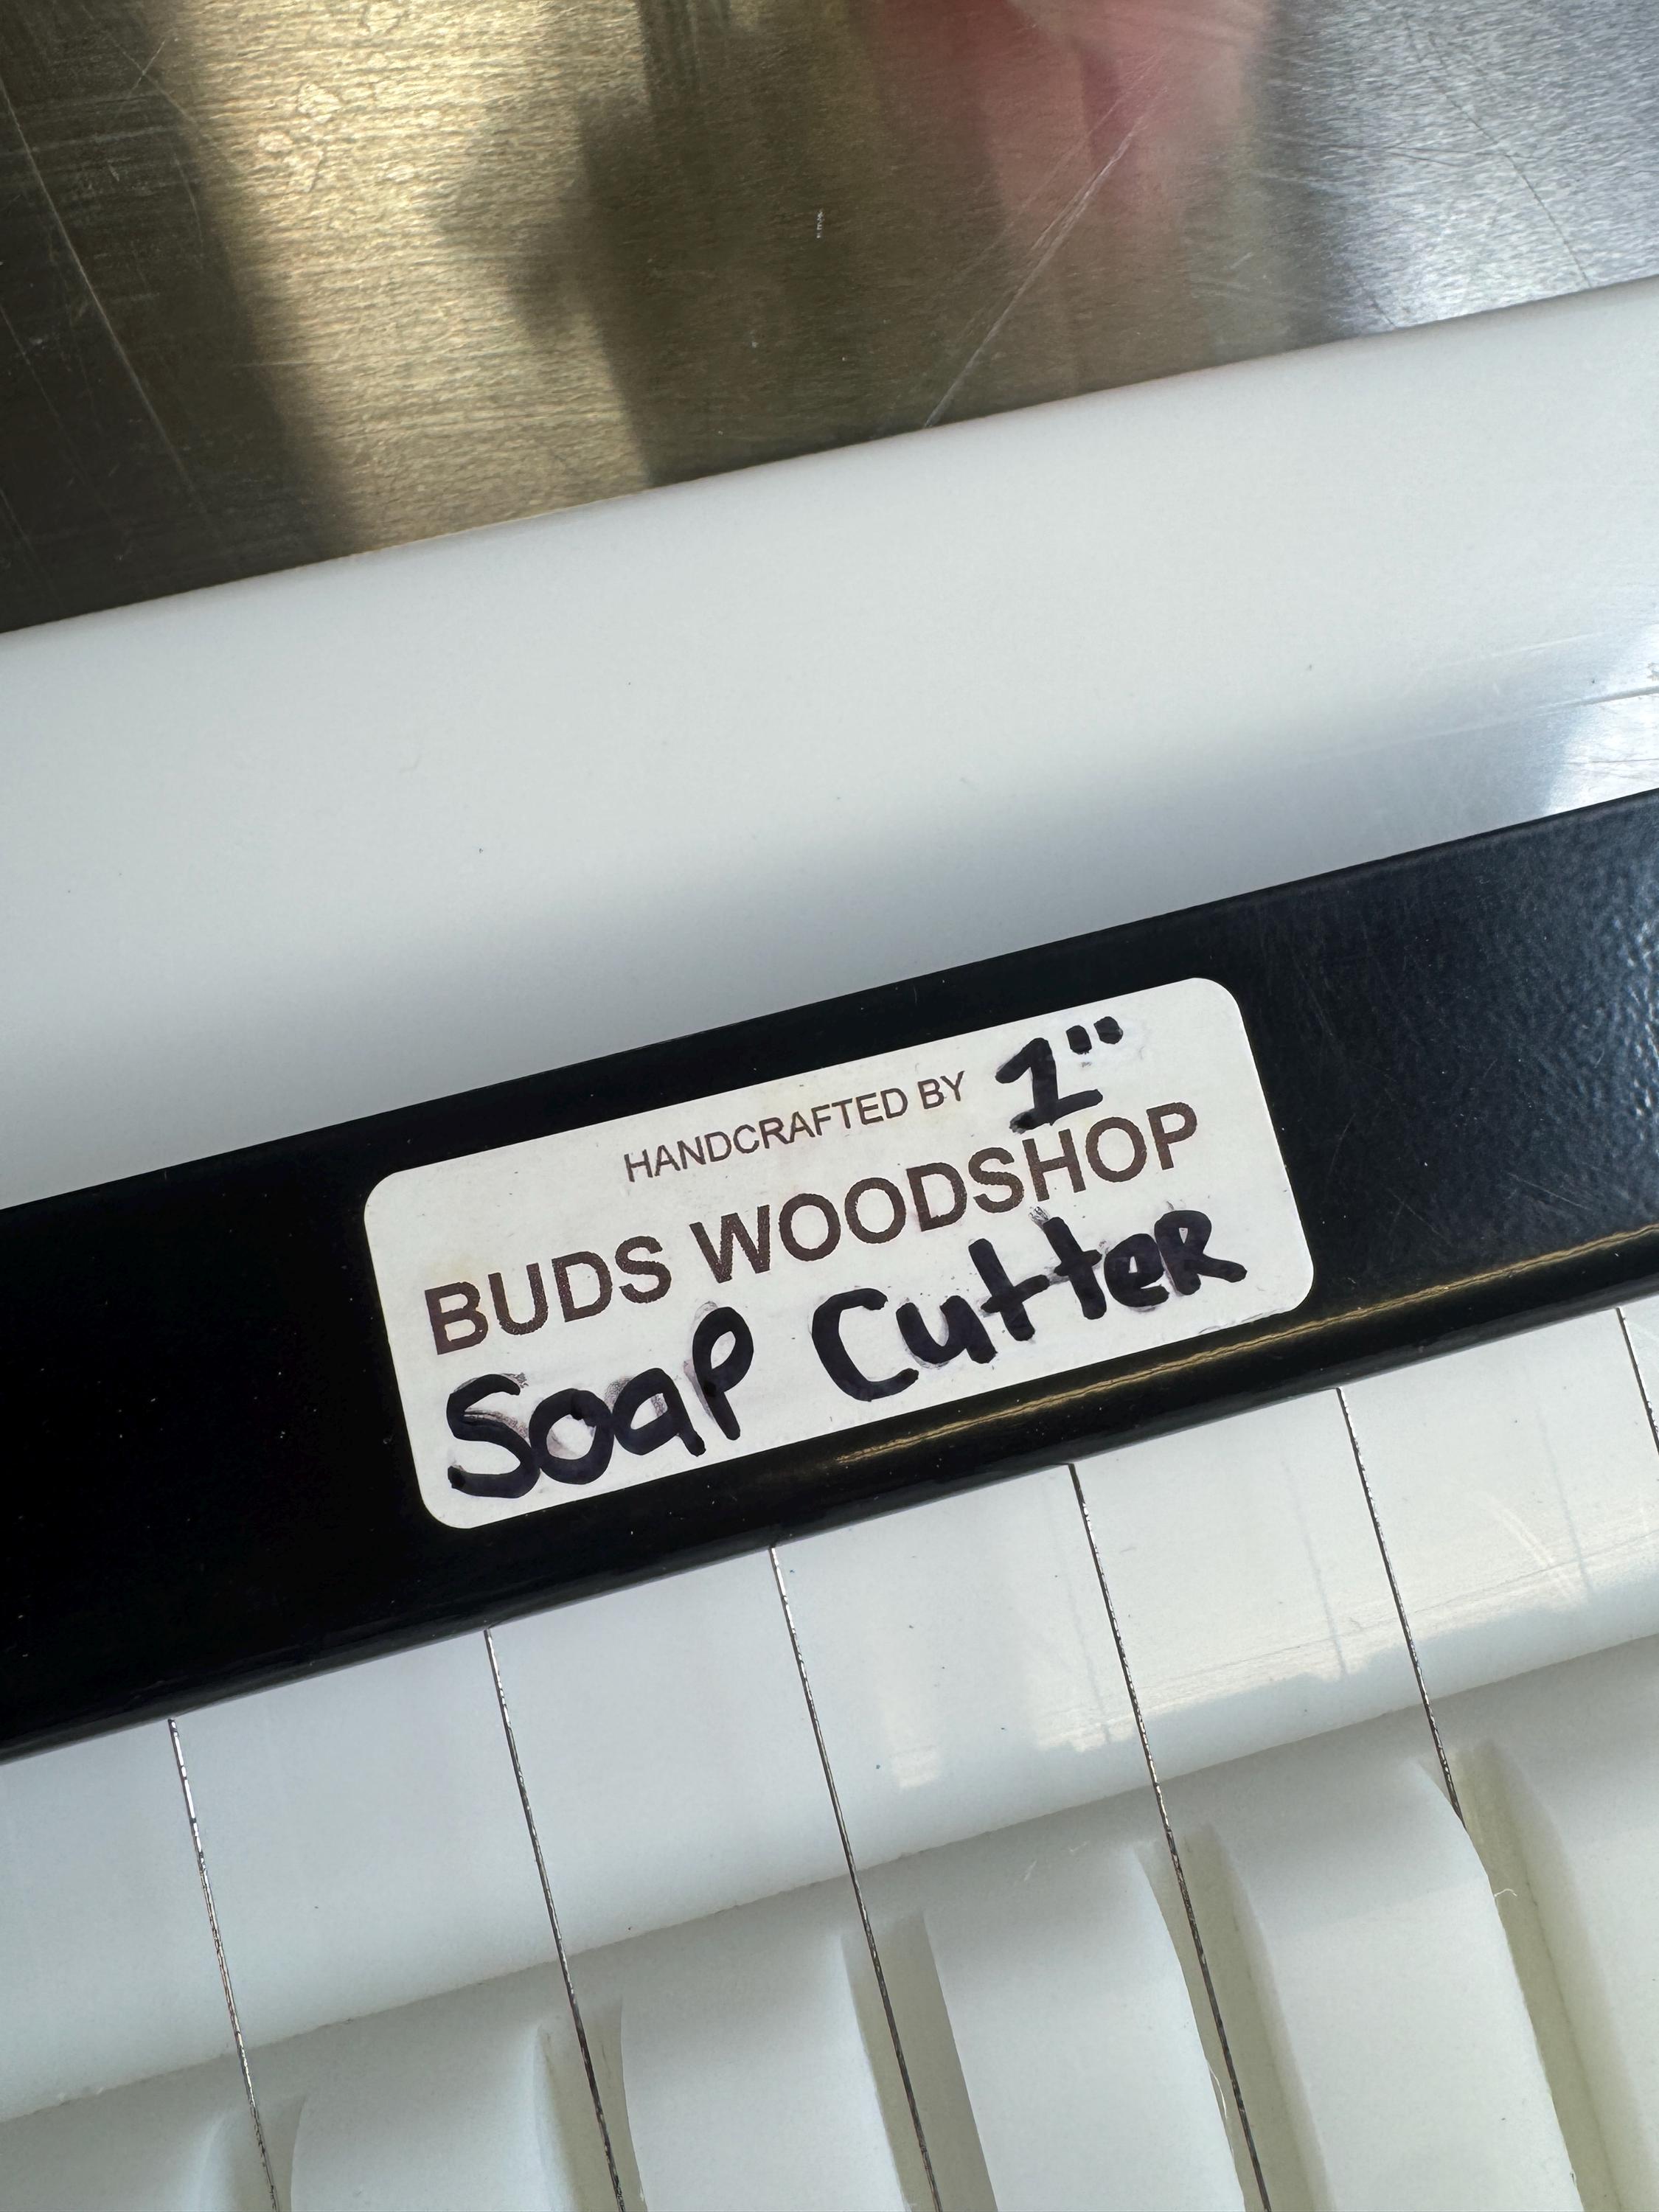 HANDCRAFTED BY 1"
BUDS WOODSHOP
Soap Cutter